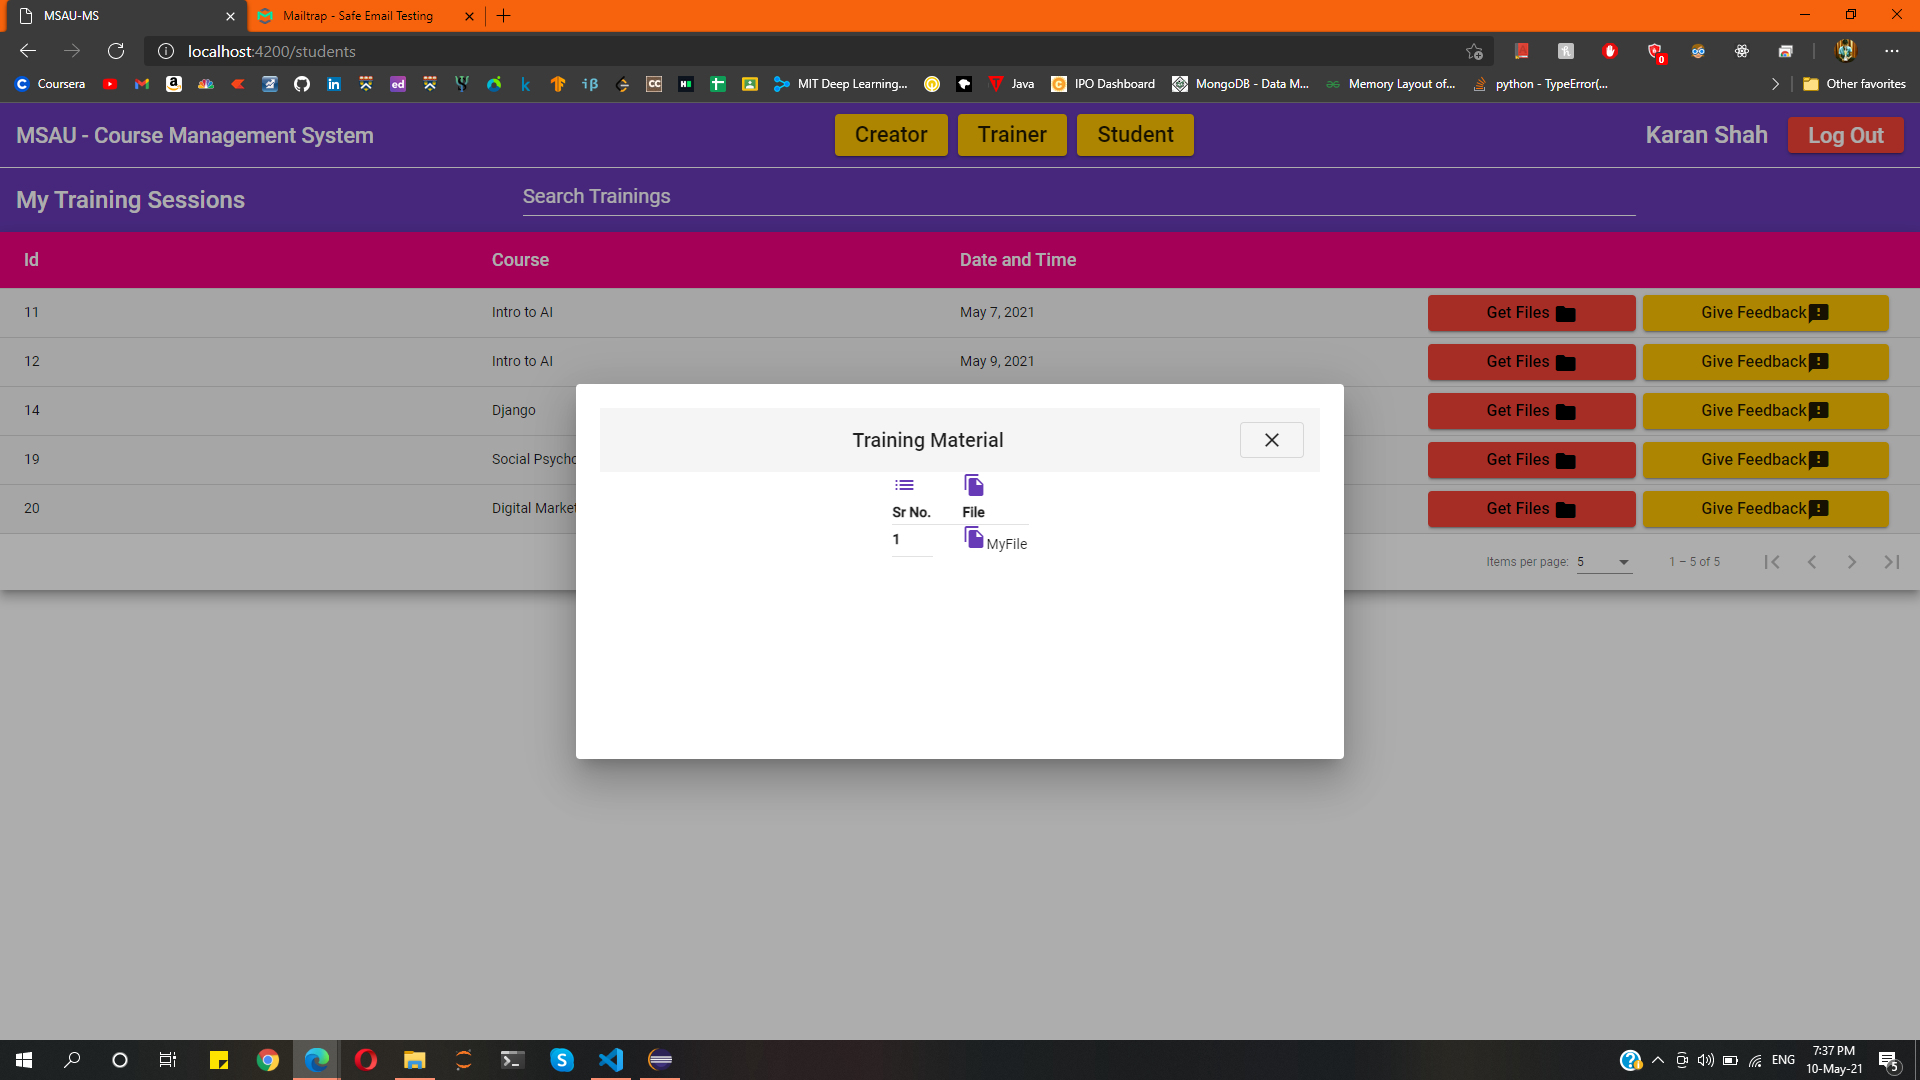 MSAU-MS
Mailtrap - Safe Email Testing
localhost:4200/students
0
Coursera
ed
k
iβ
CC
MIT Deep Learning...
Java
IPO Dashboard
MongoDB - Data M...
Memory Layout of...
python - TypeError(...
Other favorites
MSAU - Course Management System
Creator
Trainer
Student
Karan Shah
Log Out
My Training Sessions
Search Trainings
Id
Course
Date and Time
11
Intro to AI
May 7, 2021
Get Files
Give Feedback
12
Intro to AI
May 9, 2021
Get Files
Give Feedback
14
Django
Get Files
Give Feedback
19
Social Psycho
Get Files
Give Feedback
20
Digital Market
Get Files
Give Feedback
Training Material
Sr No.
File
1
MyFile
Items per page:
5
1 – 5 of 5
ENG
7:37 PM
10-May-21
5